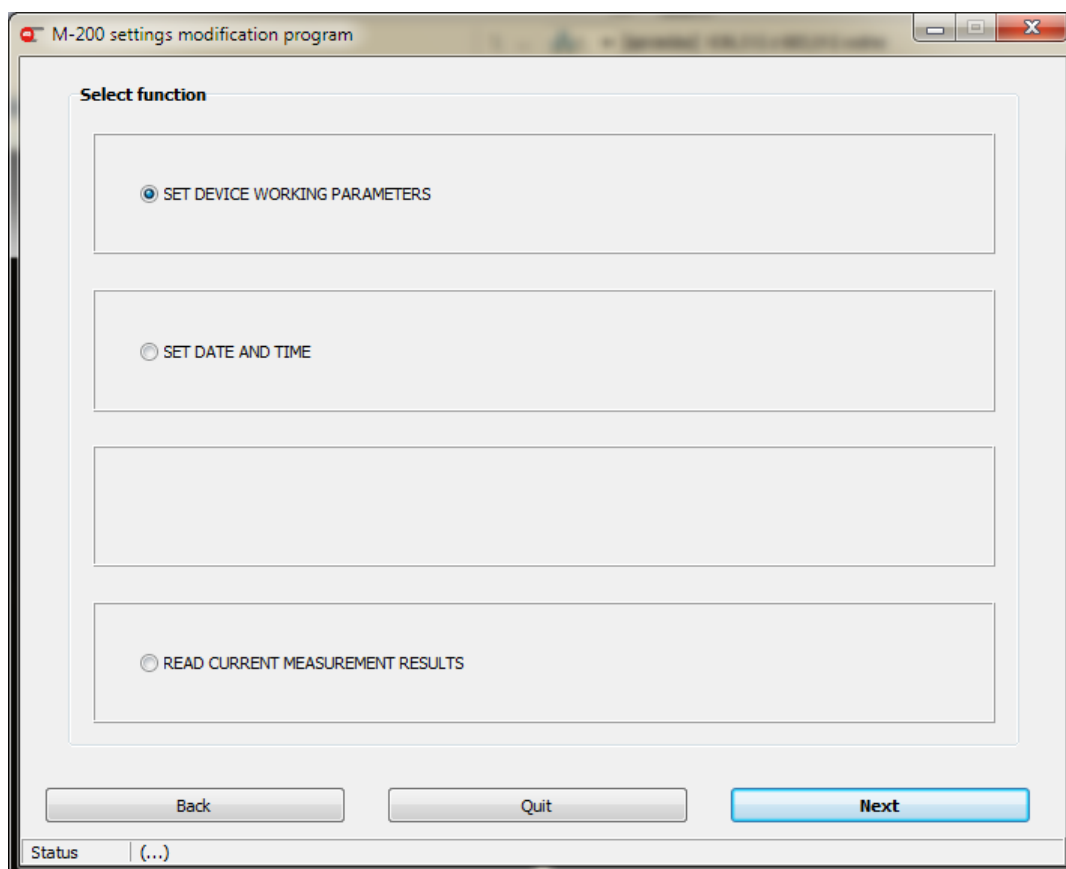 M-200 settings modification program
Select function
SET DEVICE WORKING PARAMETERS
SET DATE AND TIME
READ CURRENT MEASUREMENT RESULTS
Back Quit Next
Status (...)